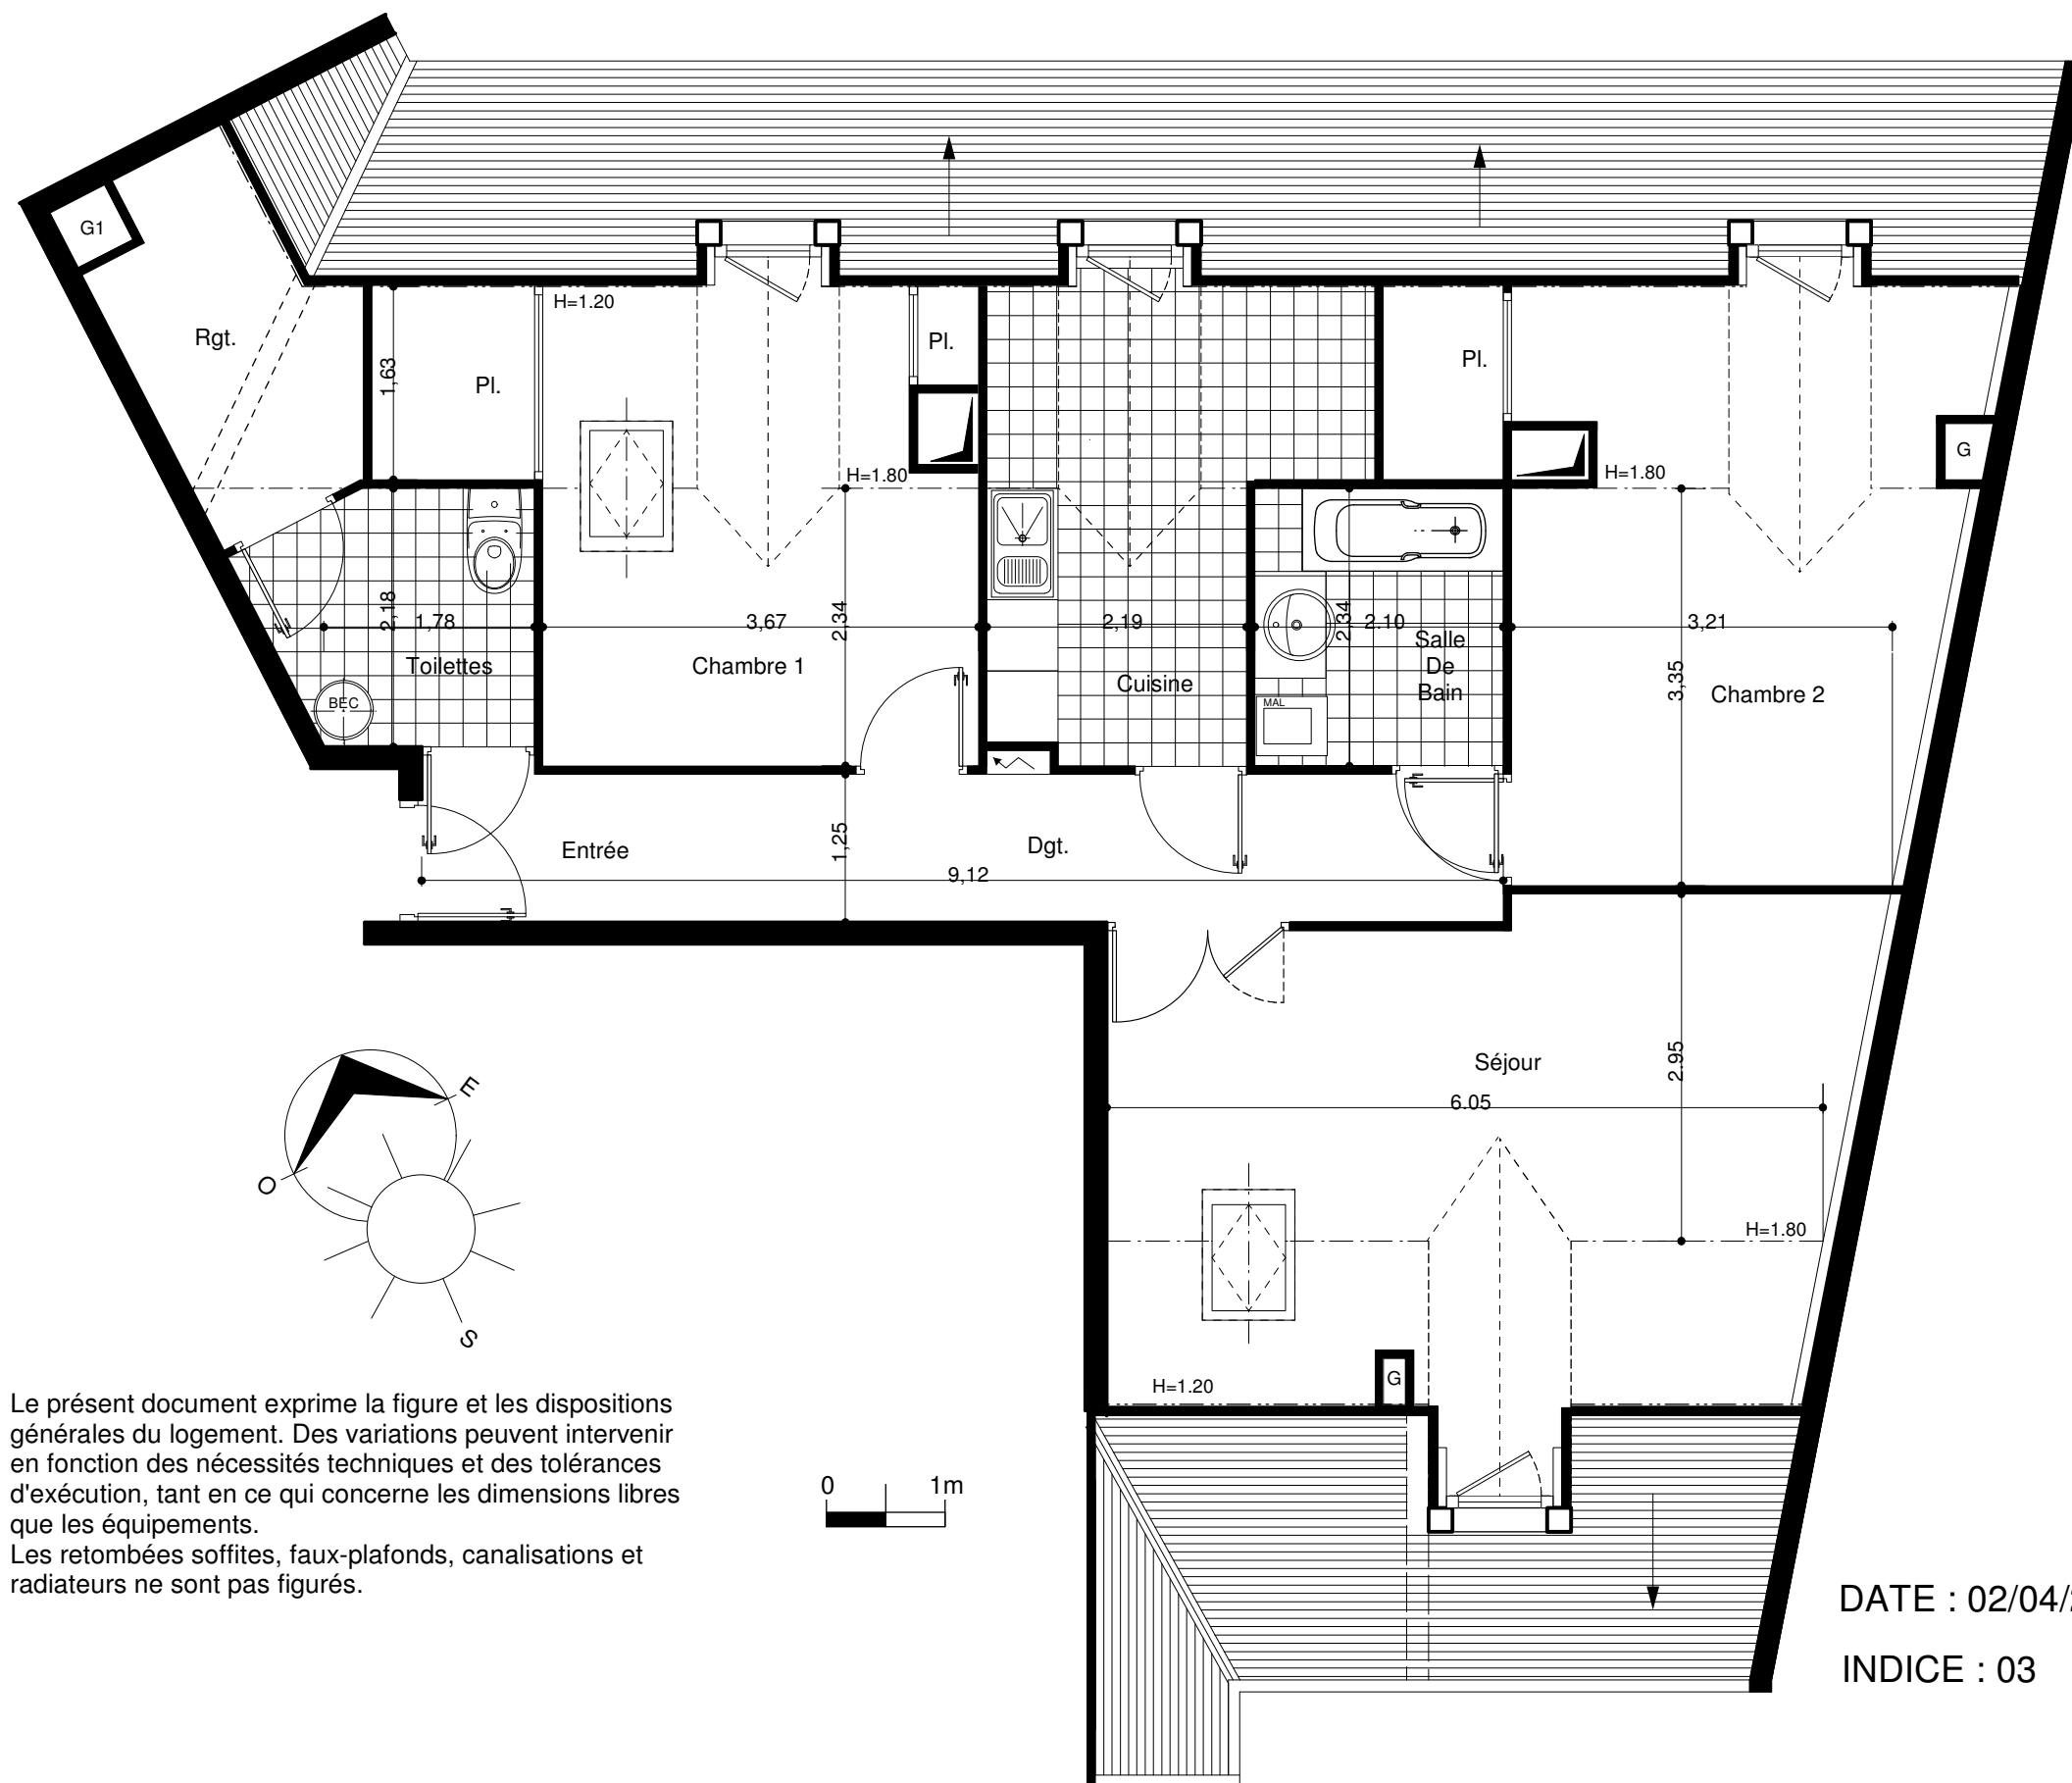 G1
H=1.20
Rgt.
Pl.
1,63
Pl.
Pl.
H=1.80
H=1.80
G
2,18
1,78
3,67
2,34
2,19
2,34
2.10
3,21
Toilettes
Chambre 1
Cuisine
Salle
De
Bain
3,35
Chambre 2
BEC
MAL
Entrée
1,25
Dgt.
9,12
Séjour
2.95
6.05
E
O
S
H=1.80
H=1.20
G
Le présent document exprime la figure et les dispositions
générales du logement. Des variations peuvent intervenir
en fonction des nécessités techniques et des tolérances
d'exécution, tant en ce qui concerne les dimensions libres
que les équipements.
Les retombées soffites, faux-plafonds, canalisations et
radiateurs ne sont pas figurés.
0 1m
DATE : 02/04/
INDICE : 03